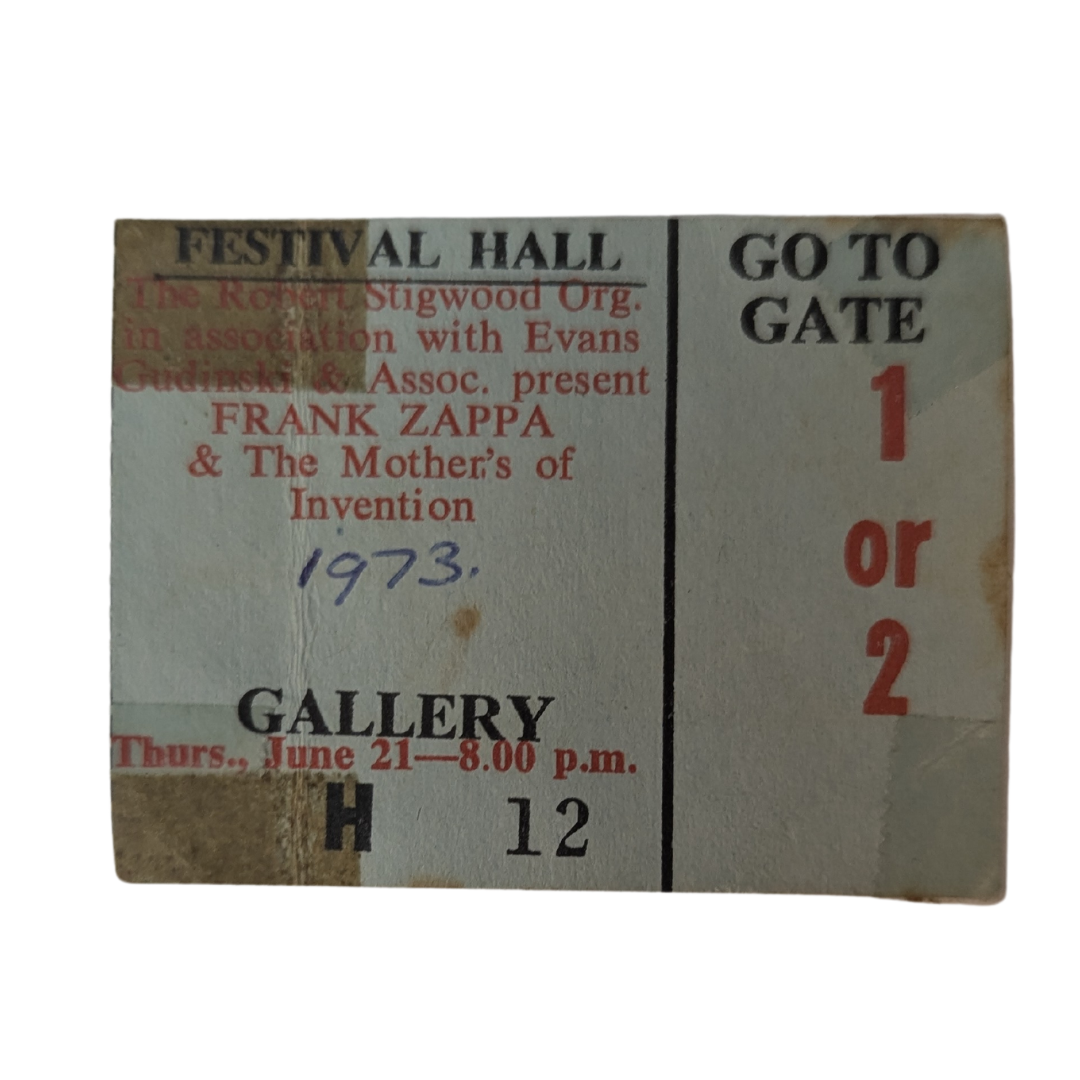 FESTIVAL HALL
The Robert Stigwood Org.
in association with Evans
Gudinski & Assoc. present
FRANK ZAPPA
& The Mother's of
Invention
1973.
GALLERY
Thurs., June 21—8.00 p.m.
H 12
GO TO
GATE
1
or
2